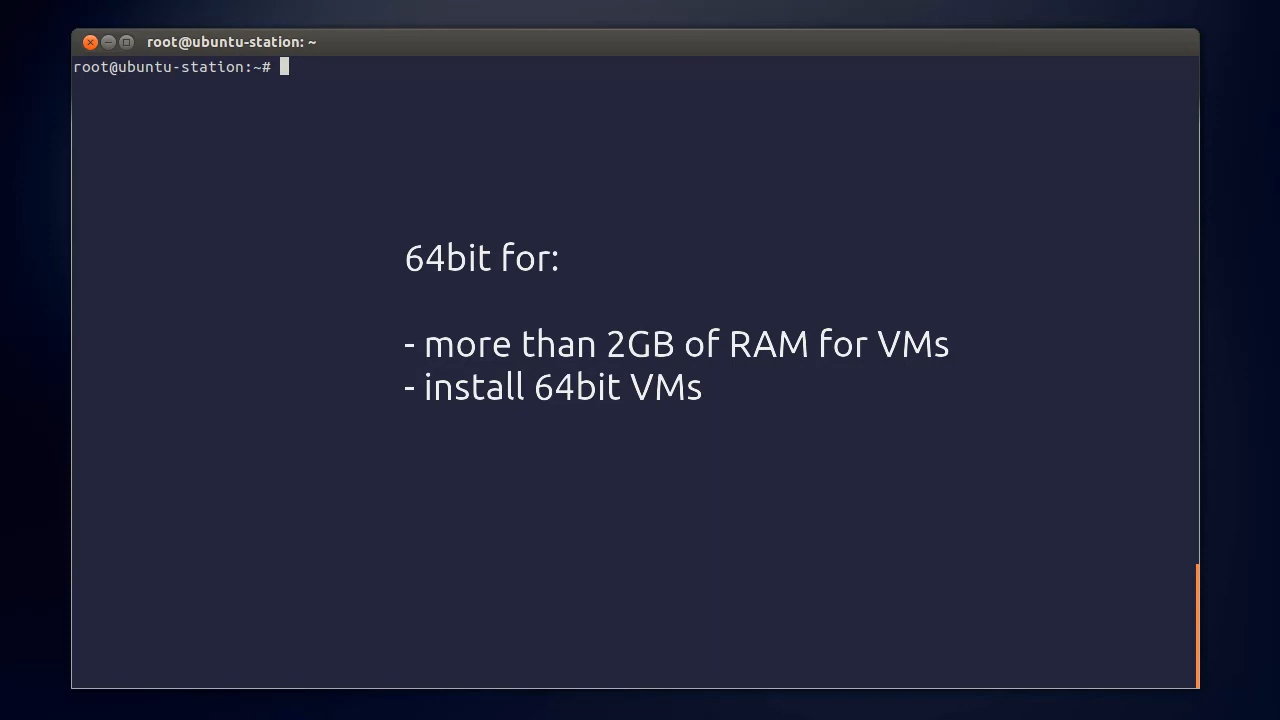 root@ubuntu-station: ~
root@ubuntu-station:~#
64bit for:
- more than 2GB of RAM for VMs
- install 64bit VMs